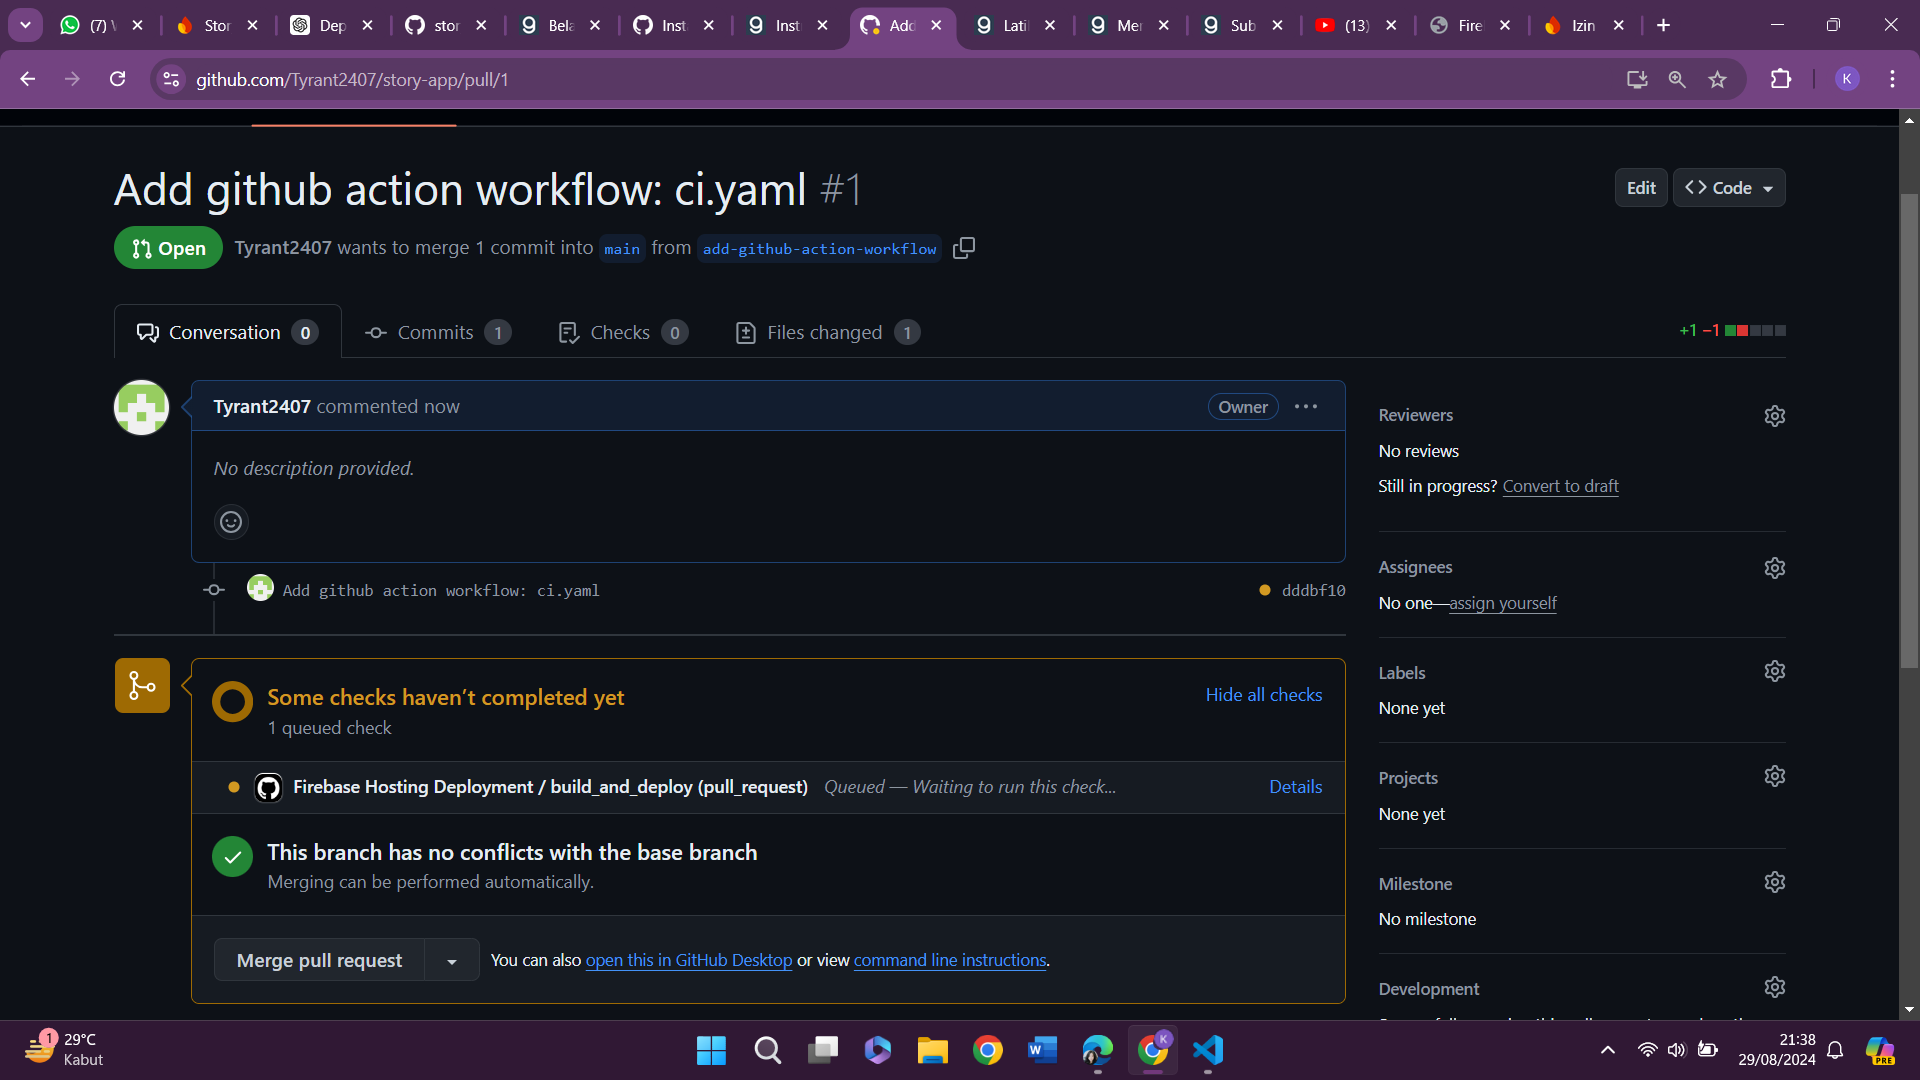 (7) W
Stor
Dep
stor
Bela
Inst
Inst
Add
Latil
Mer
Sub
(13)
Fire
Izin
github.com/Tyrant2407/story-app/pull/1
K
Add github action workflow: ci.yaml #1
Edit
<> Code
Open
Tyrant2407 wants to merge 1 commit into main from add-github-action-workflow
Conversation 0
Commits 1
Checks 0
Files changed 1
+1 −1
Tyrant2407 commented now
Owner
No description provided.
Add github action workflow: ci.yaml
dddbf10
Some checks haven’t completed yet
1 queued check
Hide all checks
Firebase Hosting Deployment / build_and_deploy (pull_request) Queued — Waiting to run this check...
Details
This branch has no conflicts with the base branch
Merging can be performed automatically.
Merge pull request
You can also open this in GitHub Desktop or view command line instructions.
Reviewers
No reviews
Still in progress? Convert to draft
Assignees
No one—assign yourself
Labels
None yet
Projects
None yet
Milestone
No milestone
Development
1
29°C
Kabut
K
21:38
29/08/2024
PRE